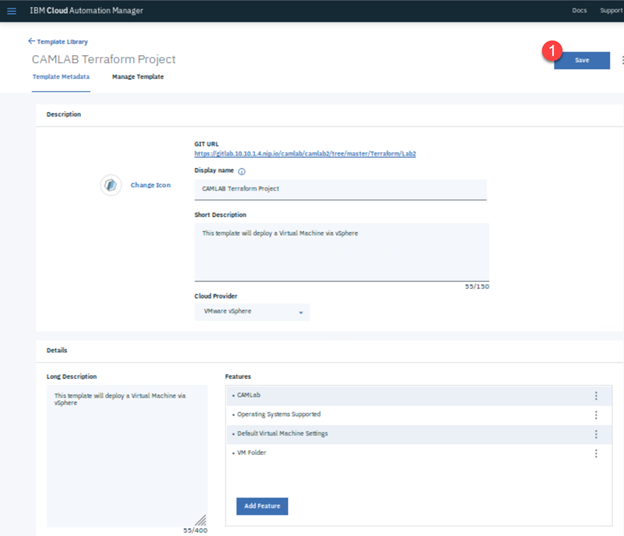 IBM Cloud Automation Manager
Docs
Support
Template Library
CAMLAB Terraform Project
1
Save
Template Metadata
Manage Template
Description
GIT URL
https://gitlab.10.10.1.4.nip.io/camlab/camlab2/tree/master/Terraform/Lab2
Display name
Change Icon
CAMLAB Terraform Project
Short Description
This template will deploy a Virtual Machine via vSphere
55/150
Cloud Provider
VMware vSphere
Details
Long Description
This template will deploy a Virtual Machine via
vSphere
55/400
Features
CAMLab
Operating Systems Supported
Default Virtual Machine Settings
VM Folder
Add Feature